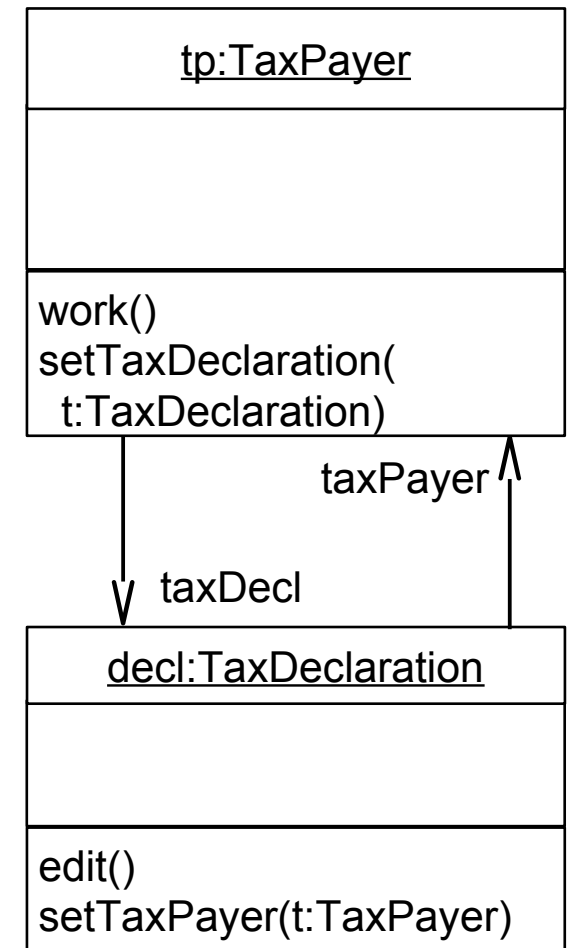 tp:TaxPayer
work()
setTaxDeclaration(
t:TaxDeclaration)
taxPayer
taxDecl
decl:TaxDeclaration
edit()
setTaxPayer(t:TaxPayer)